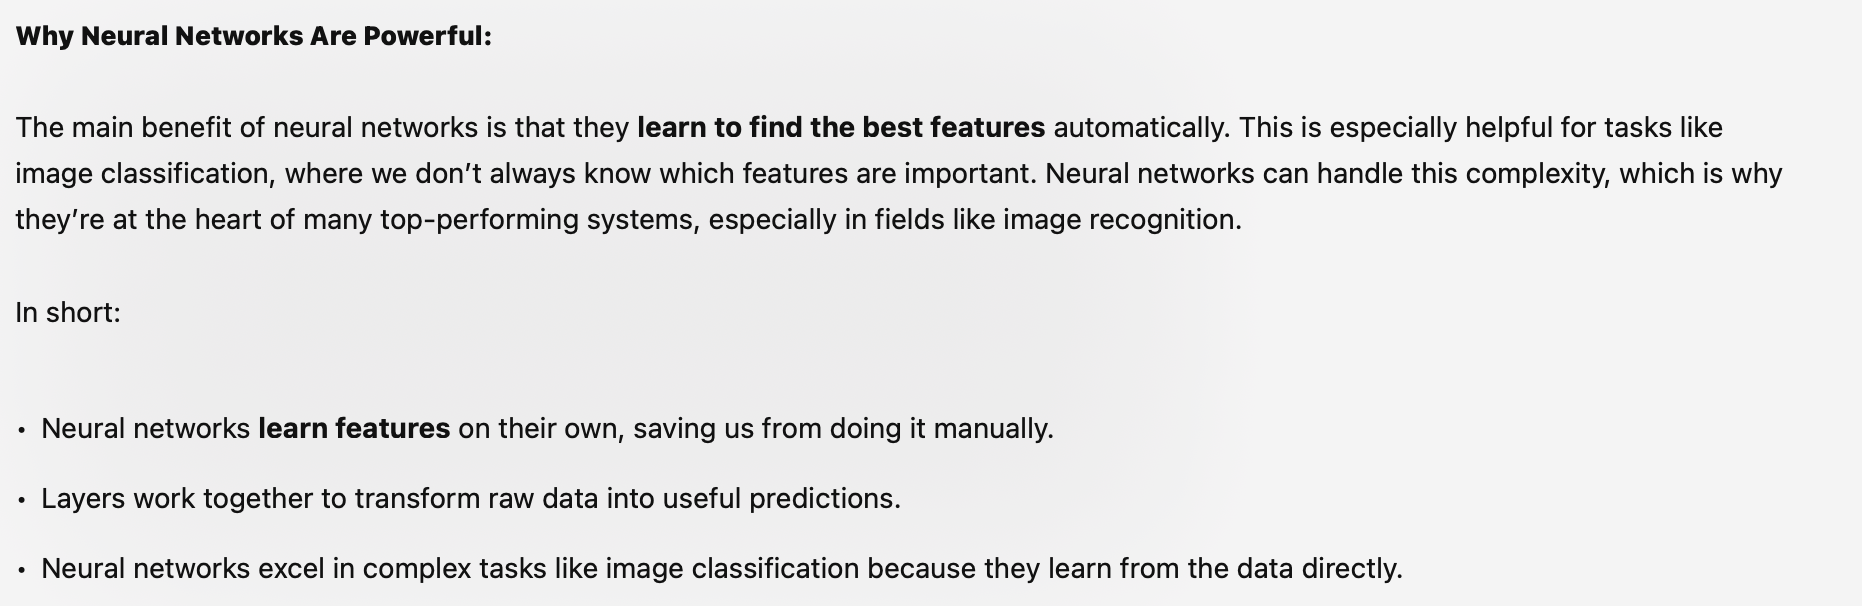 Why Neural Networks Are Powerful:
The main benefit of neural networks is that they learn to find the best features automatically. This is especially helpful for tasks like
image classification, where we don’t always know which features are important. Neural networks can handle this complexity, which is why
they’re at the heart of many top-performing systems, especially in fields like image recognition.
In short:
• Neural networks learn features on their own, saving us from doing it manually.
• Layers work together to transform raw data into useful predictions.
• Neural networks excel in complex tasks like image classification because they learn from the data directly.